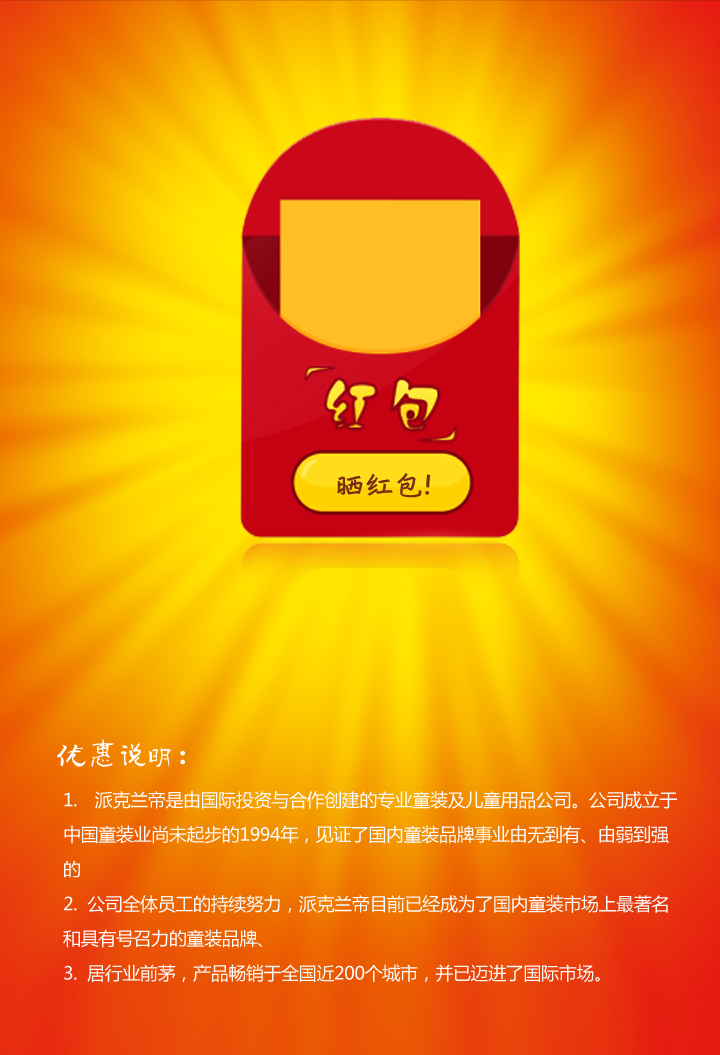 红包
晒红包!
优惠说明:
1. 派克兰帝是由国际投资与合作创建的专业童装及儿童用品公司。公司成立于
中国童装业尚未起步的1994年，见证了国内童装品牌事业由无到有、由弱到强
的
2. 公司全体员工的持续努力，派克兰帝目前已经成为了国内童装市场上最著名
和具有号召力的童装品牌、
3. 居行业前茅，产品畅销于全国近200个城市，并已迈进了国际市场。